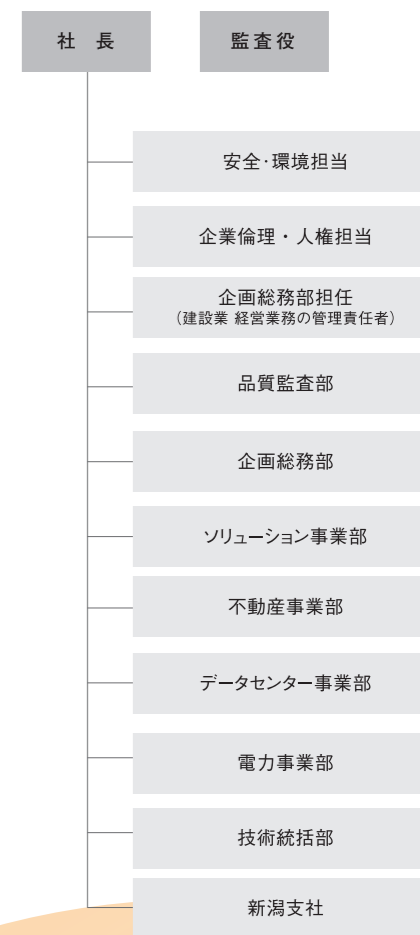 社　長
監査役
安全･環境担当
企業倫理・人権担当
企画総務部担任
（建設業 経営業務の管理責任者）
品質監査部
企画総務部
ソリューション事業部
不動産事業部
データセンター事業部
電力事業部
技術統括部
新潟支社